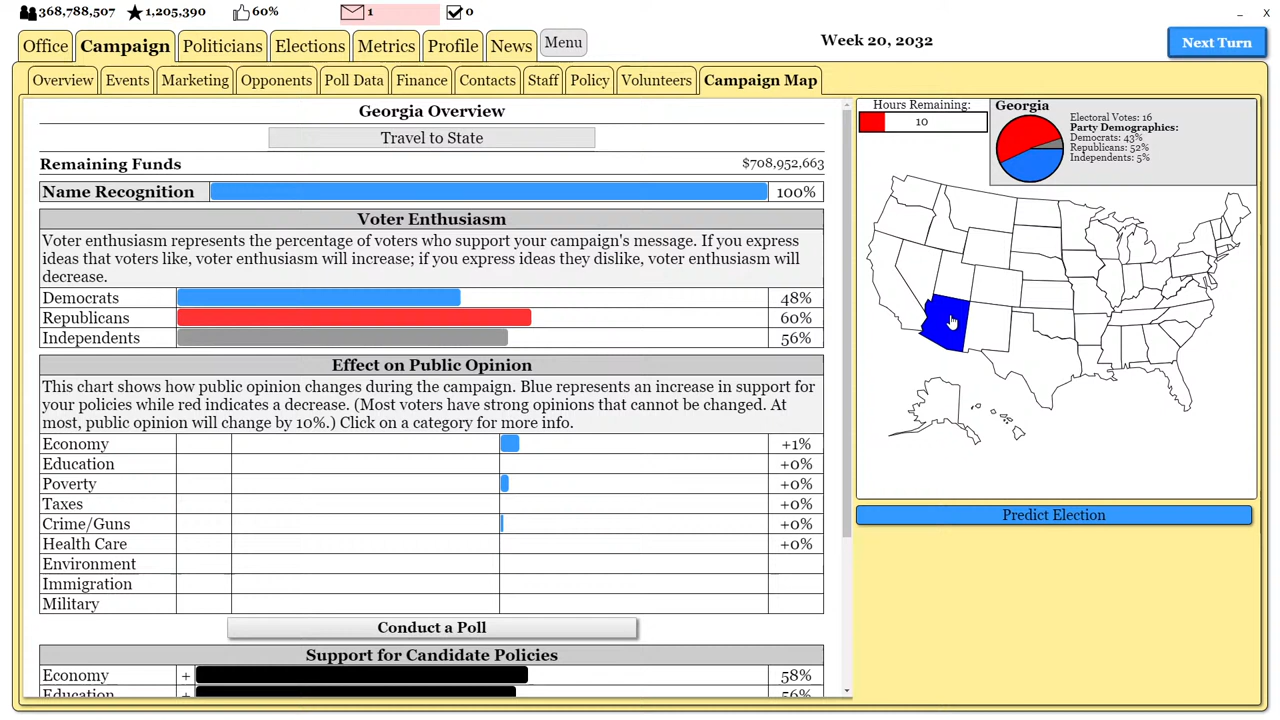 368,788,507 1,205,390 60% 1 0
_ X
Office Campaign Politicians Elections Metrics Profile News Menu Week 20, 2032 Next Turn
Overview Events Marketing Opponents Poll Data Finance Contacts Staff Policy Volunteers Campaign Map
Georgia Overview
Travel to State
Remaining Funds $708,952,663
Name Recognition 100%
Voter Enthusiasm
Voter enthusiasm represents the percentage of voters who support your campaign's message. If you express
ideas that voters like, voter enthusiasm will increase; if you express ideas they dislike, voter enthusiasm will
decrease.
Democrats 48%
Republicans 60%
Independents 56%
Effect on Public Opinion
This chart shows how public opinion changes during the campaign. Blue represents an increase in support for
your policies while red indicates a decrease. (Most voters have strong opinions that cannot be changed. At
most, public opinion will change by 10%.) Click on a category for more info.
Economy +1%
Education +0%
Poverty +0%
Taxes +0%
Crime/Guns +0%
Health Care +0%
Environment
Immigration
Military
Conduct a Poll
Support for Candidate Policies
Economy + 58%
Education + 56%
Hours Remaining:
10
Georgia
Electoral Votes: 16
Party Demographics:
Democrats: 43%
Republicans: 52%
Independents: 5%
Predict Election